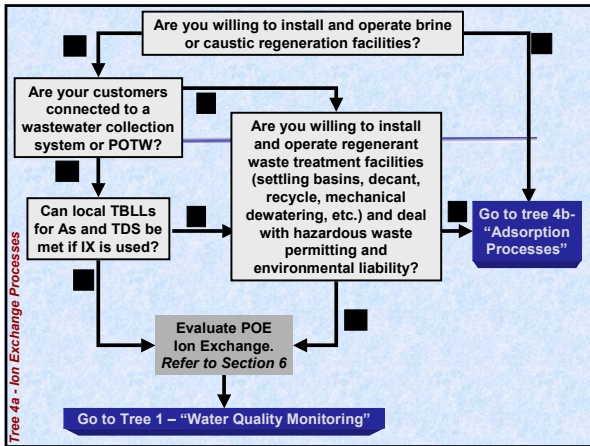 Are you willing to install and operate brine
or caustic regeneration facilities?
Are your customers
connected to a
wastewater collection
system or POTW?
Are you willing to install
and operate regenerant
waste treatment facilities
(settling basins, decant,
recycle, mechanical
dewatering, etc.) and deal
with hazardous waste
permitting and
environmental liability?
Can local TBLLs
for As and TDS be
met if IX is used?
Go to tree 4b-
“Adsorption
Processes”
Evaluate POE
Ion Exchange.
Refer to Section 6
Go to Tree 1 – “Water Quality Monitoring”
Tree 4a - Ion Exchange Processes